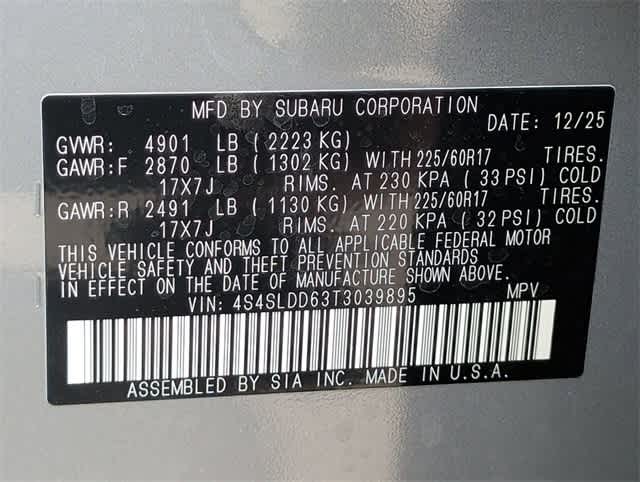 MFD BY SUBARU CORPORATION DATE: 12/25
GVWR: 4901 LB (2223 KG)
GAWR:F 2870 LB (1302 KG) WITH 225/60R17 TIRES.
17X7J RIMS. AT 230 KPA (33 PSI) COLD
GAWR:R 2491 LB (1130 KG) WITH 225/60R17 TIRES.
17X7J RIMS. AT 220 KPA (32 PSI) COLD
THIS VEHICLE CONFORMS TO ALL APPLICABLE FEDERAL MOTOR
VEHICLE SAFETY AND THEFT PREVENTION STANDARDS
IN EFFECT ON THE DATE OF MANUFACTURE SHOWN ABOVE.
VIN: 4S4SLDD63T3039895 MPV
ASSEMBLED BY SIA INC. MADE IN U.S.A.